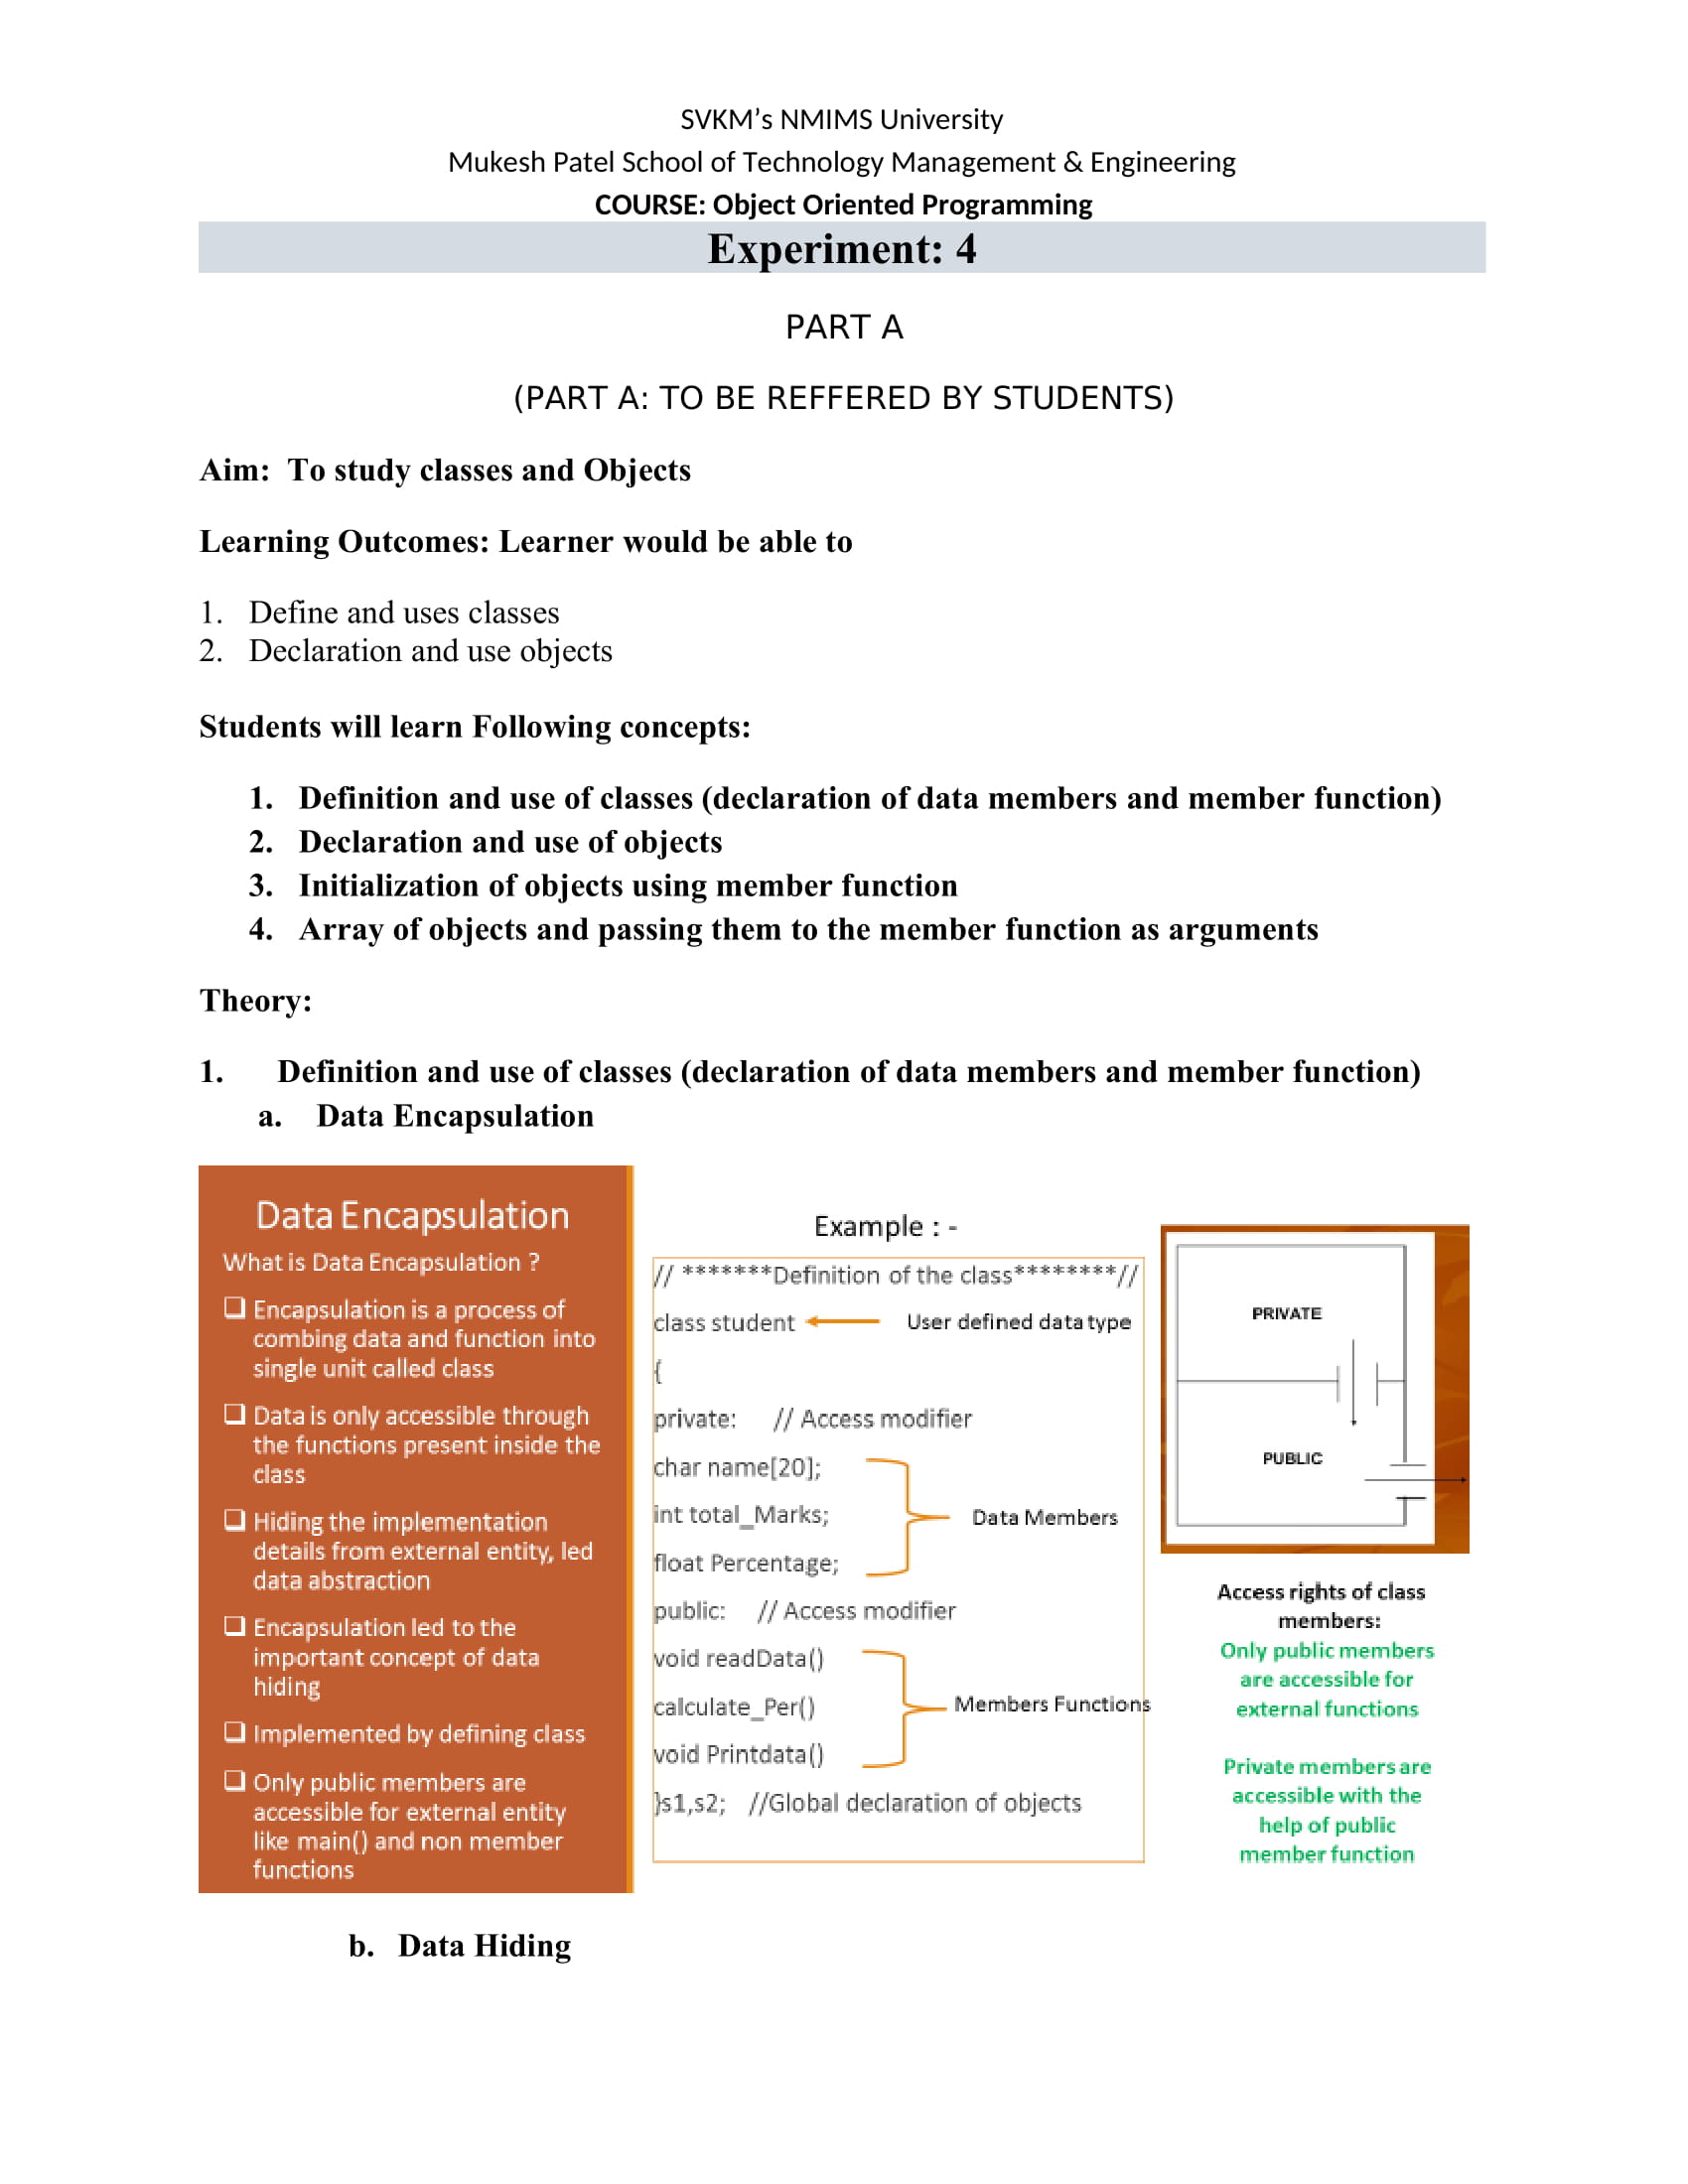 SVKM’s NMIMS University
Mukesh Patel School of Technology Management & Engineering
COURSE: Object Oriented Programming
Experiment: 4
PART A
(PART A: TO BE REFFERED BY STUDENTS)
Aim:  To study classes and Objects
Learning Outcomes: Learner would be able to
1. Define and uses classes
2. Declaration and use objects
Students will learn Following concepts:
1. Definition and use of classes (declaration of data members and member function)
2. Declaration and use of objects
3. Initialization of objects using member function
4. Array of objects and passing them to the member function as arguments
Theory:
1. Definition and use of classes (declaration of data members and member function)
a. Data Encapsulation
Data Encapsulation
What is Data Encapsulation ?
Encapsulation is a process of
combing data and function into
single unit called class
Data is only accessible through
the functions present inside the
class
Hiding the implementation
details from external entity, led
data abstraction
Encapsulation led to the
important concept of data
hiding
Implemented by defining class
Only public members are
accessible for external entity
like main() and non member
functions
Example : -
// *******Definition of the class********//
class student User defined data type
{
private: // Access modifier
char name[20];
int total_Marks;
Data Members
float Percentage;
public: // Access modifier
void readData()
calculate_Per() Members Functions
void Printdata()
}s1,s2; //Global declaration of objects
PRIVATE
PUBLIC
Access rights of class
members:
Only public members
are accessible for
external functions
Private members are
accessible with the
help of public
member function
b. Data Hiding